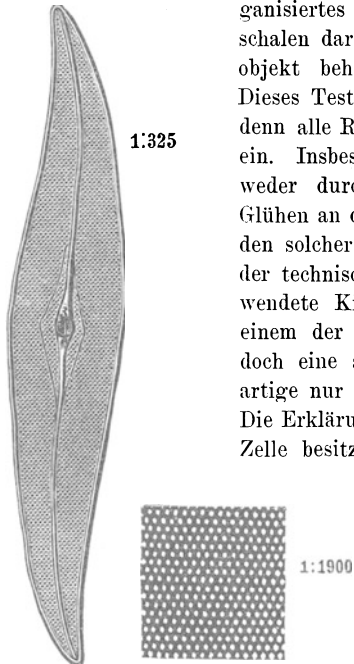 ganisiertes
schalen dar
objekt beh
Dieses Test
denn alle R
1:325
ein. Insbes
weder durc
Glühen an d
den solcher
der technisc
wendete Ki
einem der
doch eine s
artige nur
Die Erkläru
Zelle besitz
1:1900